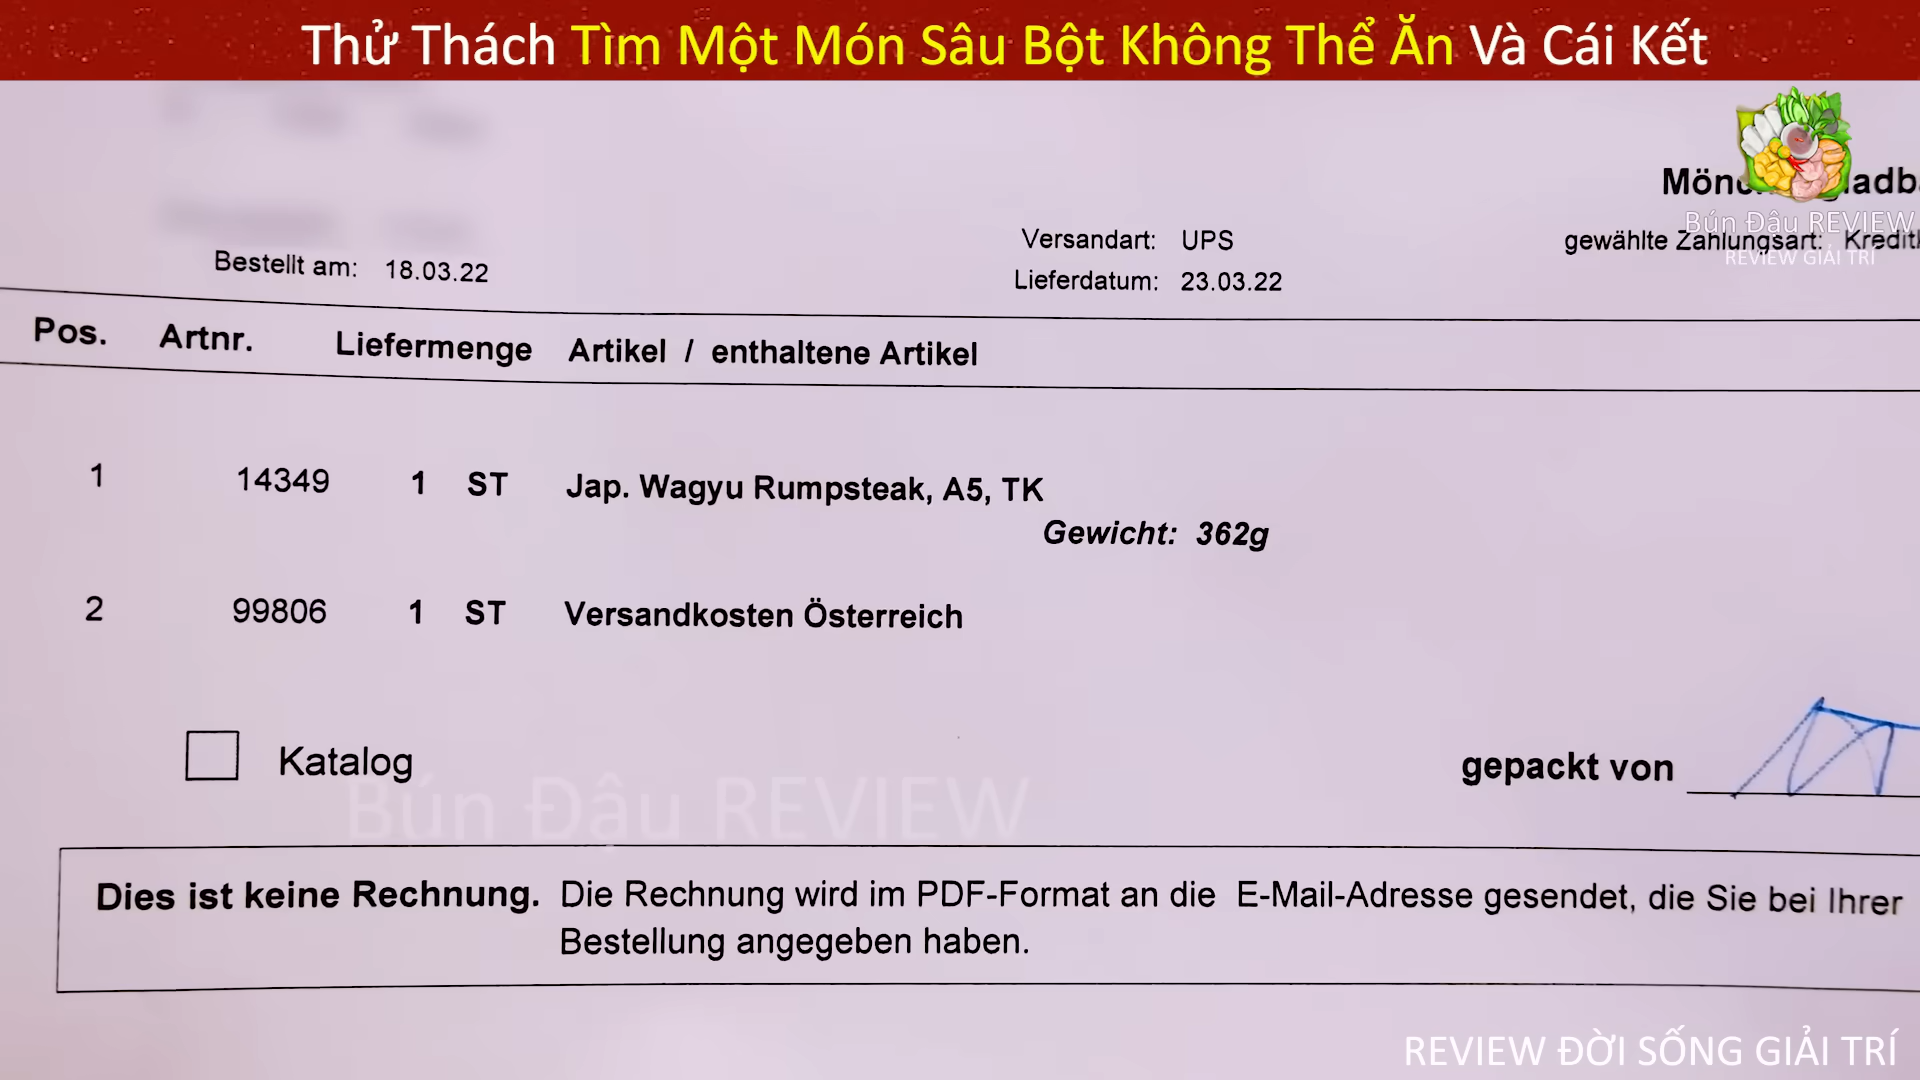 Thử Thách Tìm Một Món Sâu Bột Không Thể Ăn Và Cái Kết
Bún Đậu REVIEW
REVIEW GIẢI TRÍ
Versandart: UPS
gewählte Zahlungsart:
Bestellt am: 18.03.22
Lieferdatum: 23.03.22
Pos. Artnr. Liefermenge Artikel / enthaltene Artikel
1 14349 1 ST Jap. Wagyu Rumpsteak, A5, TK
Gewicht: 362g
2 99806 1 ST Versandkosten Österreich
Katalog
gepackt von
Bún Đậu REVIEW
Dies ist keine Rechnung. Die Rechnung wird im PDF-Format an die E-Mail-Adresse gesendet, die Sie bei Ihrer
Bestellung angegeben haben.
REVIEW ĐỜI SỐNG GIẢI TRÍ